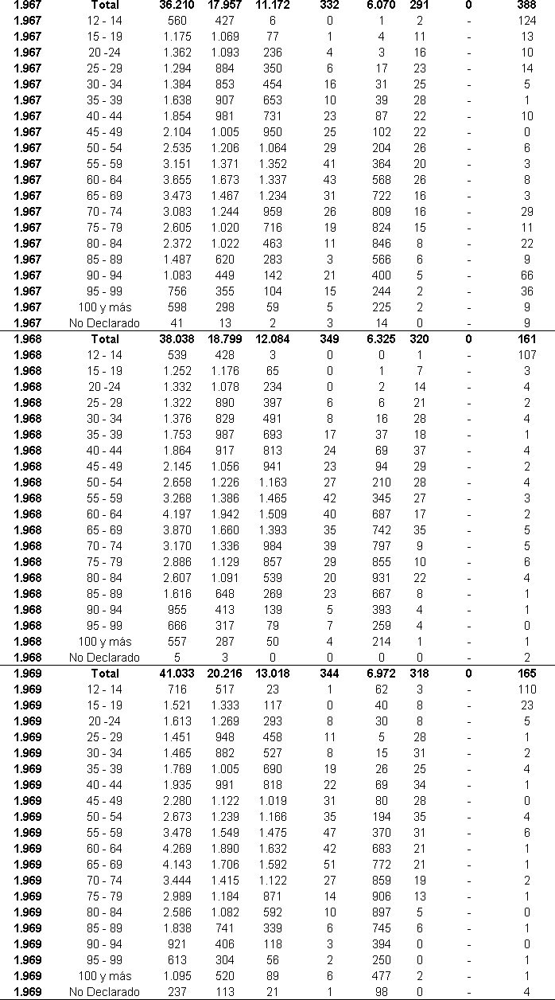 1.967 Total 36.210 17.957 11.172 332 6.070 291 0 388
1.967 12 - 14 560 427 6 0 1 2 - 124
1.967 15 - 19 1.175 1.069 77 1 4 11 - 13
1.967 20 -24 1.362 1.093 236 4 3 16 - 10
1.967 25 - 29 1.294 884 350 6 17 23 - 14
1.967 30 - 34 1.384 853 454 16 31 25 - 5
1.967 35 - 39 1.638 907 653 10 39 28 - 1
1.967 40 - 44 1.854 981 731 23 87 22 - 10
1.967 45 - 49 2.104 1.005 950 25 102 22 - 0
1.967 50 - 54 2.535 1.206 1.064 29 204 26 - 6
1.967 55 - 59 3.151 1.371 1.352 41 364 20 - 3
1.967 60 - 64 3.655 1.673 1.337 43 568 26 - 8
1.967 65 - 69 3.473 1.467 1.234 31 722 16 - 3
1.967 70 - 74 3.083 1.244 959 26 809 16 - 29
1.967 75 - 79 2.605 1.020 716 19 824 15 - 11
1.967 80 - 84 2.372 1.022 463 11 846 8 - 22
1.967 85 - 89 1.487 620 283 3 566 6 - 9
1.967 90 - 94 1.083 449 142 21 400 5 - 66
1.967 95 - 99 756 355 104 15 244 2 - 36
1.967 100 y más 598 298 59 5 225 2 - 9
1.967 No Declarado 41 13 2 3 14 0 - 9
1.968 Total 38.038 18.799 12.084 349 6.325 320 0 161
1.968 12 - 14 539 428 3 0 0 1 - 107
1.968 15 - 19 1.252 1.176 65 0 1 7 - 3
1.968 20 -24 1.332 1.078 234 0 2 14 - 4
1.968 25 - 29 1.322 890 397 6 6 21 - 2
1.968 30 - 34 1.376 829 491 8 16 28 - 4
1.968 35 - 39 1.753 987 693 17 37 18 - 1
1.968 40 - 44 1.864 917 813 24 69 37 - 4
1.968 45 - 49 2.145 1.056 941 23 94 29 - 2
1.968 50 - 54 2.658 1.226 1.163 27 210 28 - 4
1.968 55 - 59 3.268 1.386 1.465 42 345 27 - 3
1.968 60 - 64 4.197 1.942 1.509 40 687 17 - 2
1.968 65 - 69 3.870 1.660 1.393 35 742 35 - 5
1.968 70 - 74 3.170 1.336 984 39 797 9 - 5
1.968 75 - 79 2.886 1.129 857 29 855 10 - 6
1.968 80 - 84 2.607 1.091 539 20 931 22 - 4
1.968 85 - 89 1.616 648 269 23 667 8 - 1
1.968 90 - 94 955 413 139 5 393 4 - 1
1.968 95 - 99 666 317 79 7 259 4 - 0
1.968 100 y más 557 287 50 4 214 1 - 1
1.968 No Declarado 5 3 0 0 0 0 - 2
1.969 Total 41.033 20.216 13.018 344 6.972 318 0 165
1.969 12 - 14 716 517 23 1 62 3 - 110
1.969 15 - 19 1.521 1.333 117 0 40 8 - 23
1.969 20 -24 1.613 1.269 293 8 30 8 - 5
1.969 25 - 29 1.451 948 458 11 5 28 - 1
1.969 30 - 34 1.465 882 527 8 15 31 - 2
1.969 35 - 39 1.769 1.005 690 19 26 25 - 4
1.969 40 - 44 1.935 991 818 22 69 34 - 1
1.969 45 - 49 2.280 1.122 1.019 31 80 28 - 0
1.969 50 - 54 2.673 1.239 1.166 35 194 35 - 4
1.969 55 - 59 3.478 1.549 1.475 47 370 31 - 6
1.969 60 - 64 4.269 1.890 1.632 42 683 21 - 1
1.969 65 - 69 4.143 1.706 1.592 51 772 21 - 1
1.969 70 - 74 3.444 1.415 1.122 27 859 19 - 2
1.969 75 - 79 2.989 1.184 871 14 906 13 - 1
1.969 80 - 84 2.586 1.082 592 10 897 5 - 0
1.969 85 - 89 1.838 741 339 6 745 6 - 1
1.969 90 - 94 921 406 118 3 394 0 - 0
1.969 95 - 99 613 304 56 2 250 0 - 1
1.969 100 y más 1.095 520 89 6 477 2 - 1
1.969 No Declarado 237 113 21 1 98 0 - 4